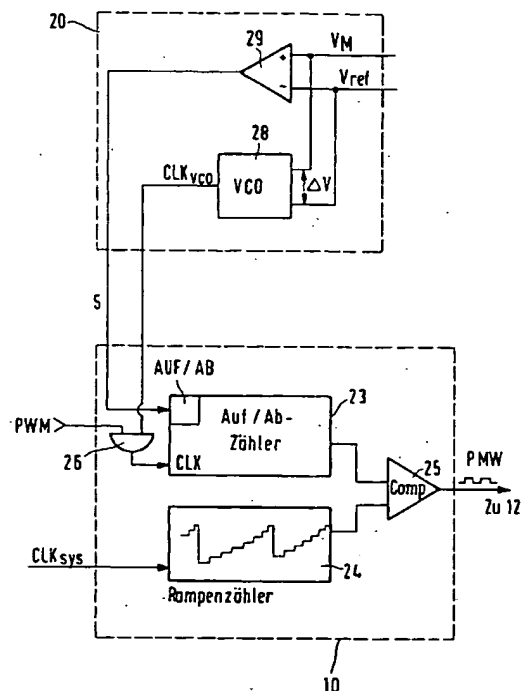 20
29
VM
Vref
28
CLKVCO
VCO
ΔV
S
AUF/AB
23
Auf/Ab-
Zähler
PWM
26
CLK
25
Comp
PMW
Zu 12
CLKsys
24
Rampenzähler
10